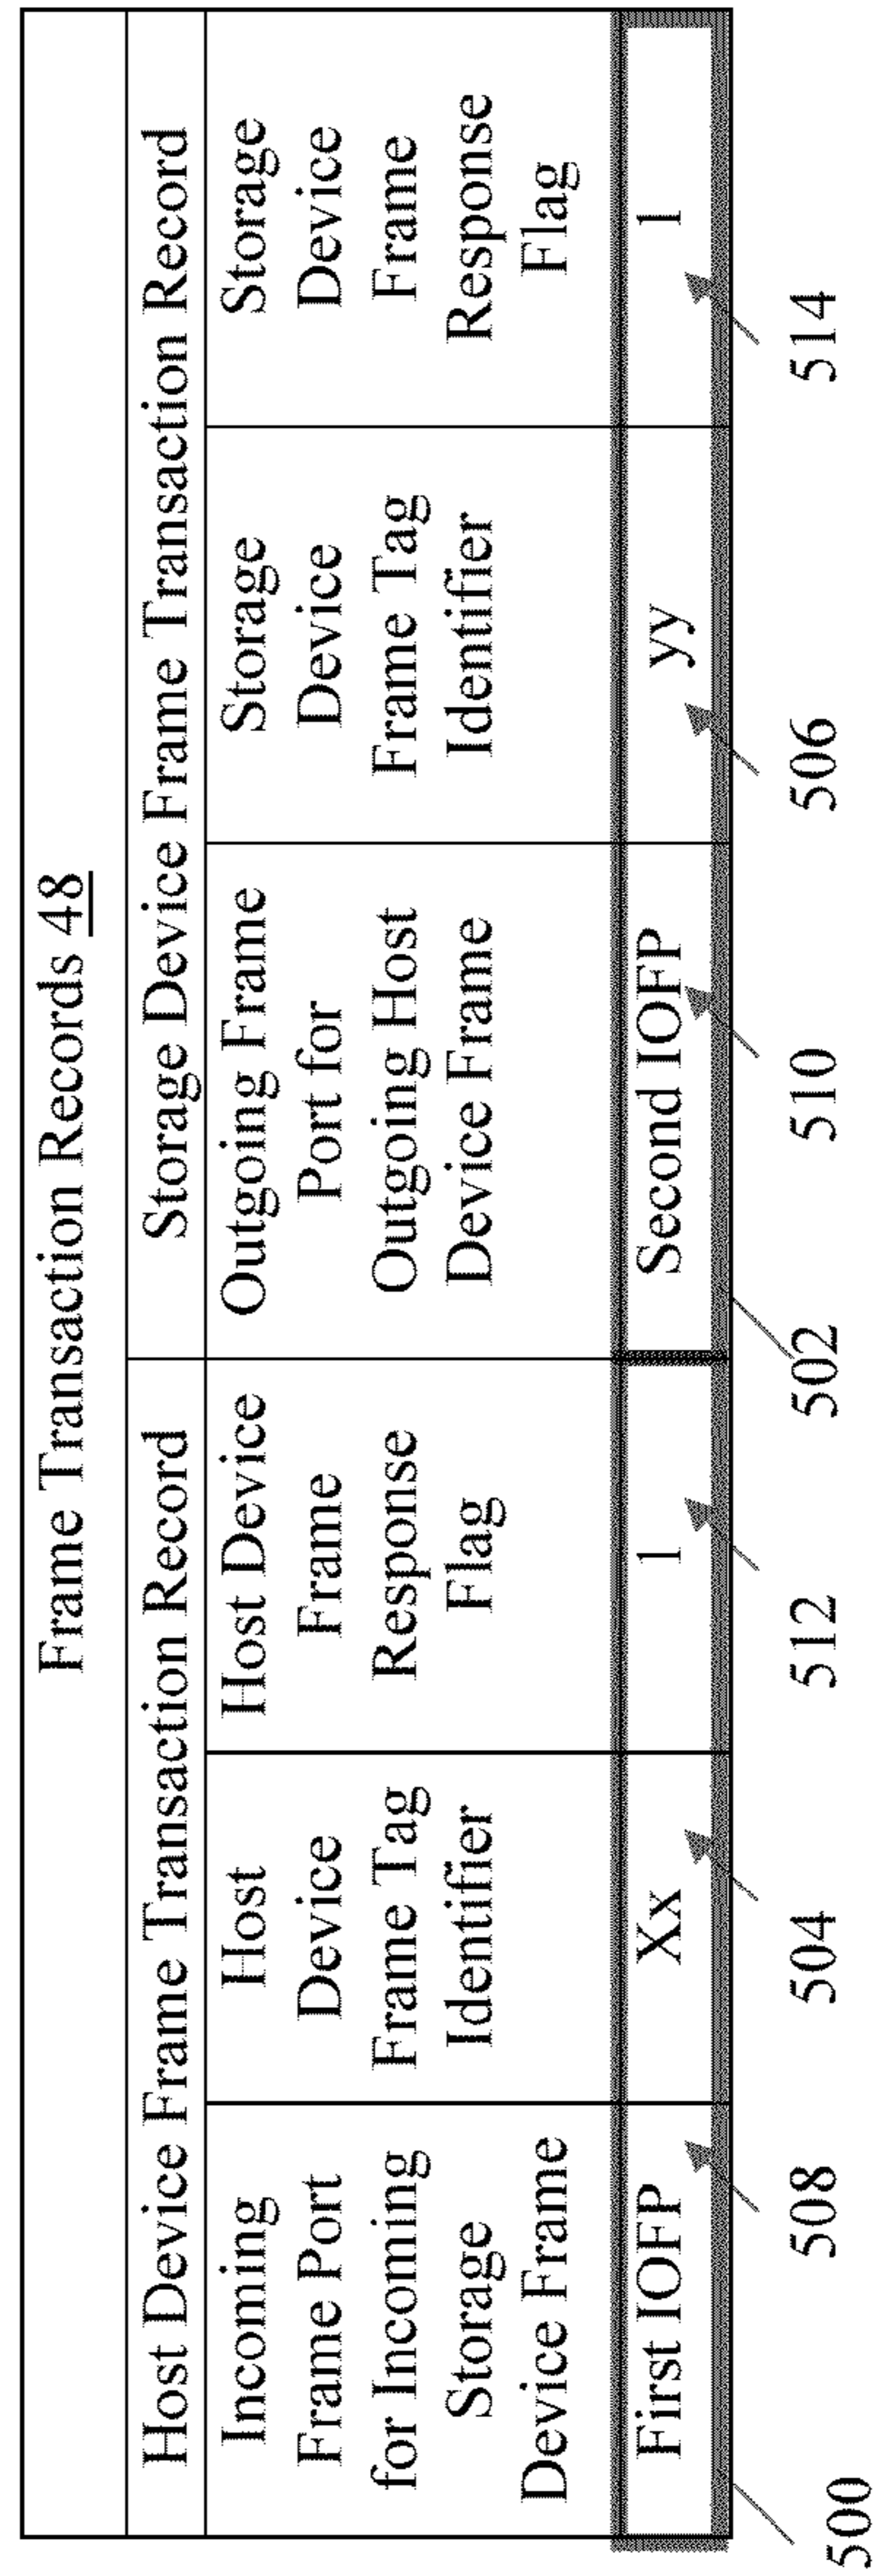 Frame Transaction Records 48
Host Device Frame Transaction Record
Storage Device Frame Transaction Record
Incoming
Frame Port
for Incoming
Storage
Device Frame
Host
Device
Frame Tag
Identifier
Host Device
Frame
Response
Flag
Outgoing Frame
Port for
Outgoing Host
Device Frame
Storage
Device
Frame Tag
Identifier
Storage
Device
Frame
Response
Flag
First IOFP
Xx
1
Second IOFP
yy
1
500
508
504
512
502
510
506
514